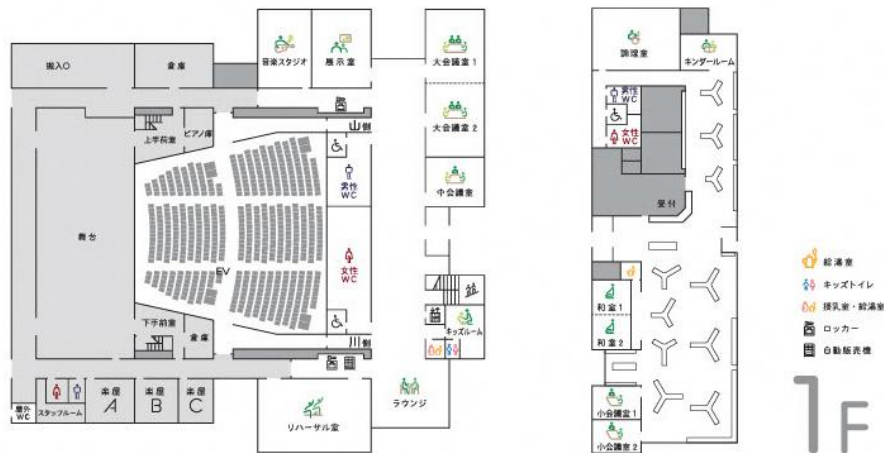 搬入口
倉庫
音楽スタジオ
展示室
大会議室 1
大会議室 2
中会議室
上手前室
ピアノ庫
山側
男性
WC
女性
WC
舞台
EV
下手前室
倉庫
川側
キッズルーム
屋外
WC
スタッフルーム
楽屋
A
楽屋
B
楽屋
C
リハーサル室
ラウンジ
調理室
キンダールーム
男性
WC
女性
WC
受付
和室 1
和室 2
小会議室 1
小会議室 2
給湯室
キッズトイレ
授乳室・給湯室
ロッカー
自動販売機
1F